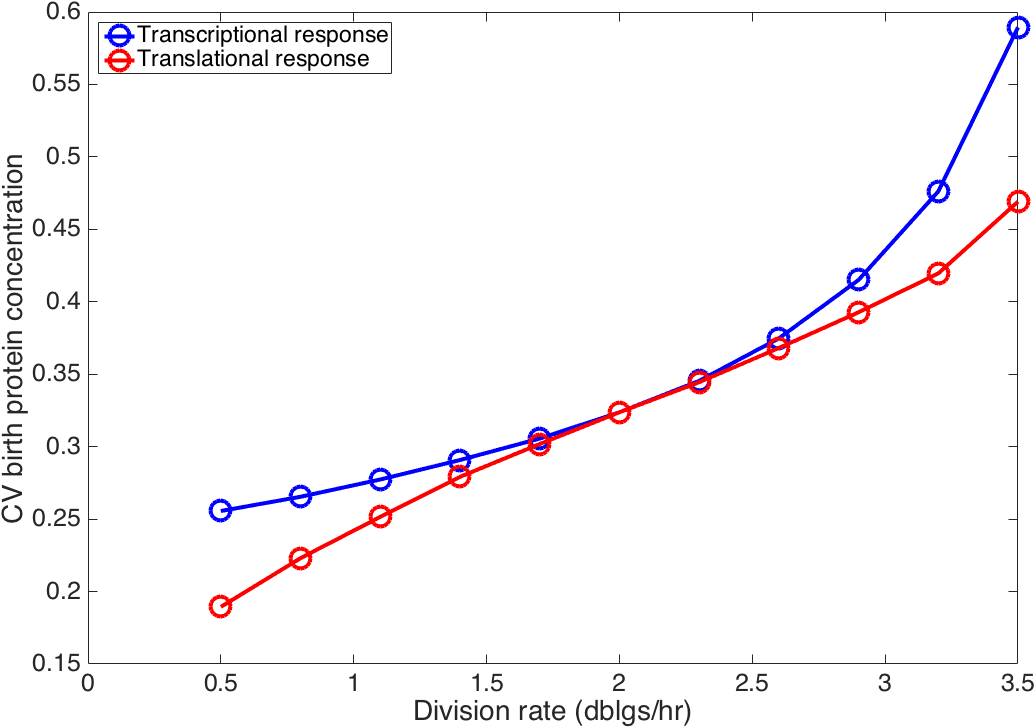 Transcriptional response
Translational response
0.6
0.55
0.5
0.45
0.4
0.35
0.3
0.25
0.2
0.15
CV birth protein concentration
0 0.5 1 1.5 2 2.5 3 3.5
Division rate (dblgs/hr)